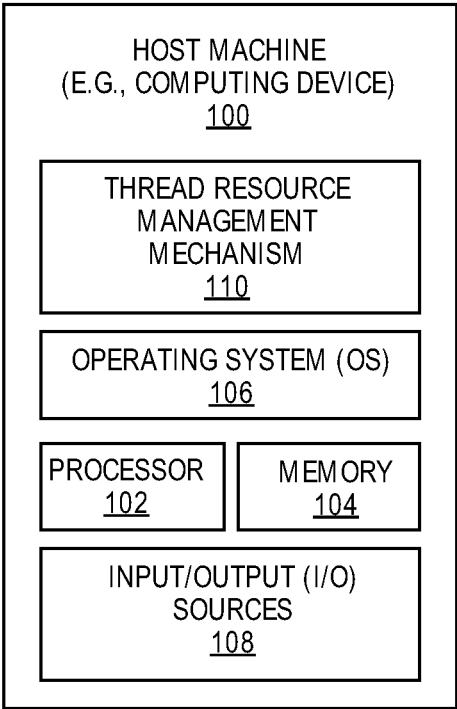 HOST MACHINE
(E.G., COMPUTING DEVICE)
100
THREAD RESOURCE
MANAGEMENT
MECHANISM
110
OPERATING SYSTEM (OS)
106
PROCESSOR
102
MEMORY
104
INPUT/OUTPUT (I/O)
SOURCES
108